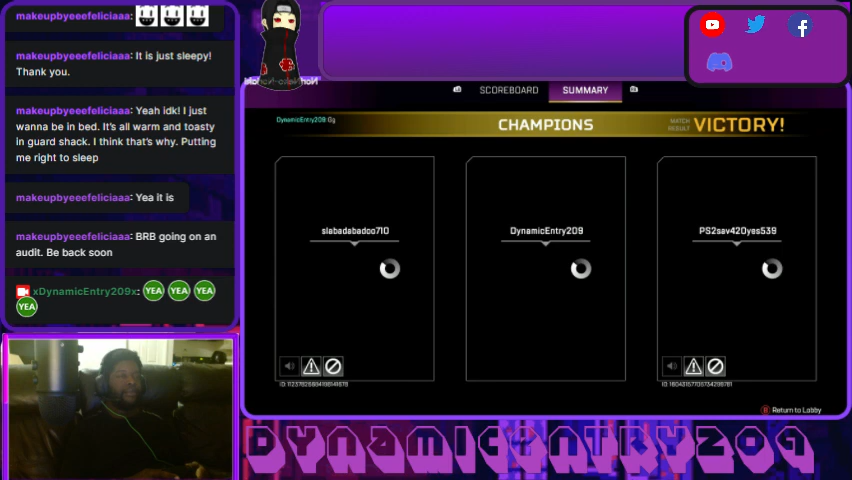 makeupbyeeefeliciaaa:
makeupbyeeefeliciaaa: It is just sleepy!
Thank you.
makeupbyeeefeliciaaa: Yeah idk! I just
wanna be in bed. It's all warm and toasty
in guard shack. I think that's why. Putting
me right to sleep
makeupbyeeefeliciaaa: Yea it is
makeupbyeeefeliciaaa: BRB going on an
audit. Be back soon
xDynamicEntry209x: YEA YEA YEA
YEA
SCOREBOARD SUMMARY
DynamicEntry209: Gg
CHAMPIONS
MATCH
RESULT
VICTORY!
slabadabadoo710
DynamicEntry209
PS2sav420yes539
B Return to Lobby
DYNAMICENTRY209